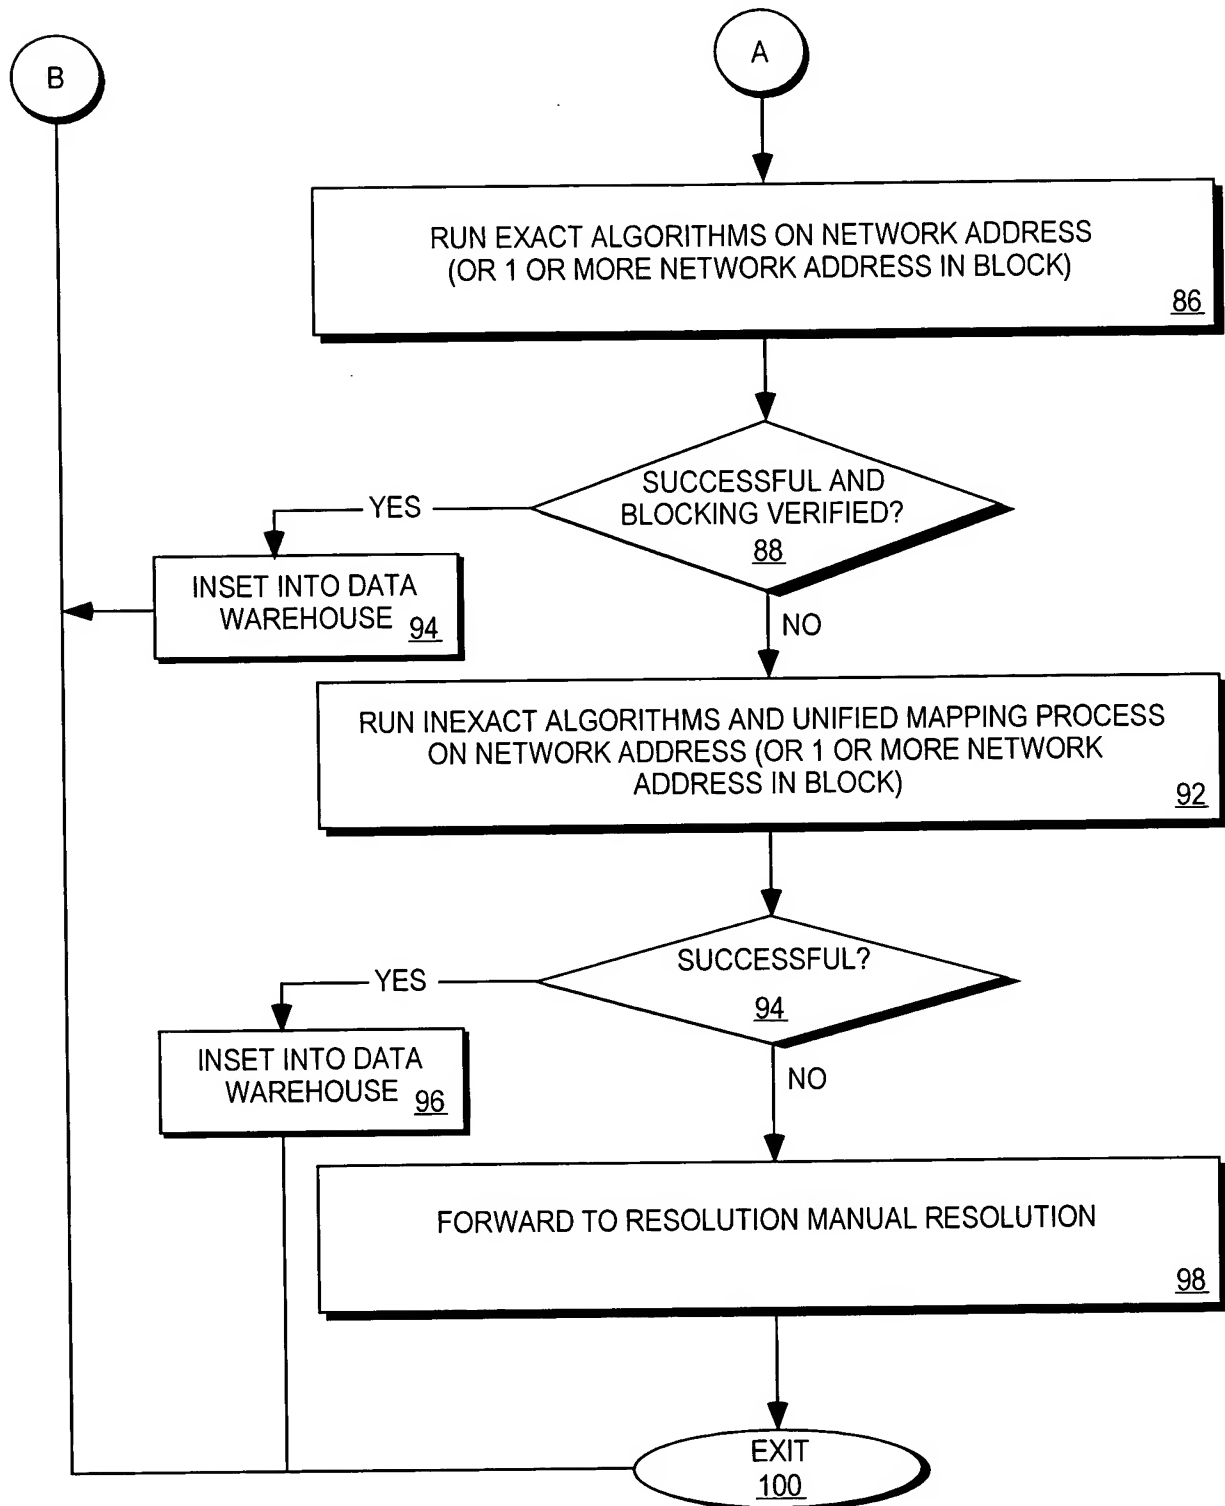 B
A
RUN EXACT ALGORITHMS ON NETWORK ADDRESS
(OR 1 OR MORE NETWORK ADDRESS IN BLOCK)
86
SUCCESSFUL AND
BLOCKING VERIFIED?
88
YES
INSET INTO DATA
WAREHOUSE 94
NO
RUN INEXACT ALGORITHMS AND UNIFIED MAPPING PROCESS
ON NETWORK ADDRESS (OR 1 OR MORE NETWORK
ADDRESS IN BLOCK)
92
SUCCESSFUL?
94
YES
INSET INTO DATA
WAREHOUSE 96
NO
FORWARD TO RESOLUTION MANUAL RESOLUTION
98
EXIT
100